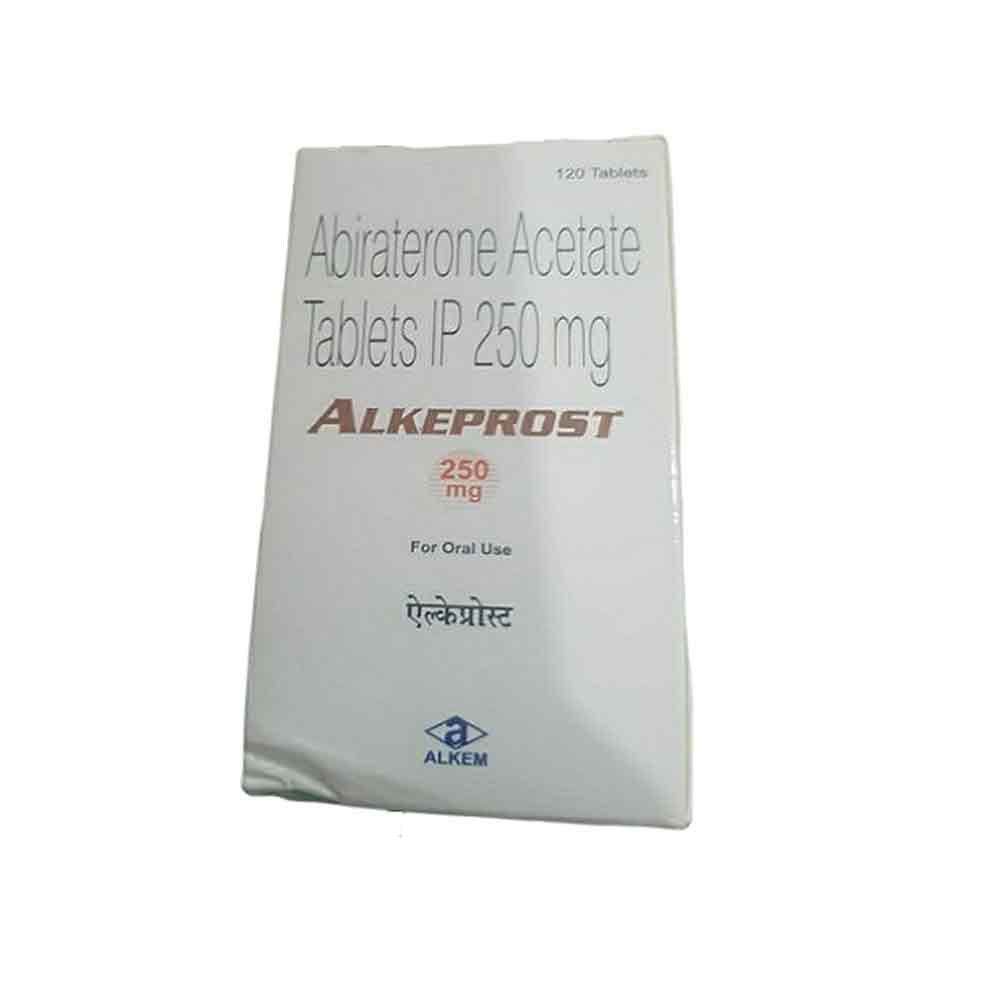 120 Tablets
Abiraterone Acetate
Tablets IP 250 mg
ALKEPROST
250
mg
For Oral Use
ऐल्केप्रोस्ट
a
ALKEM